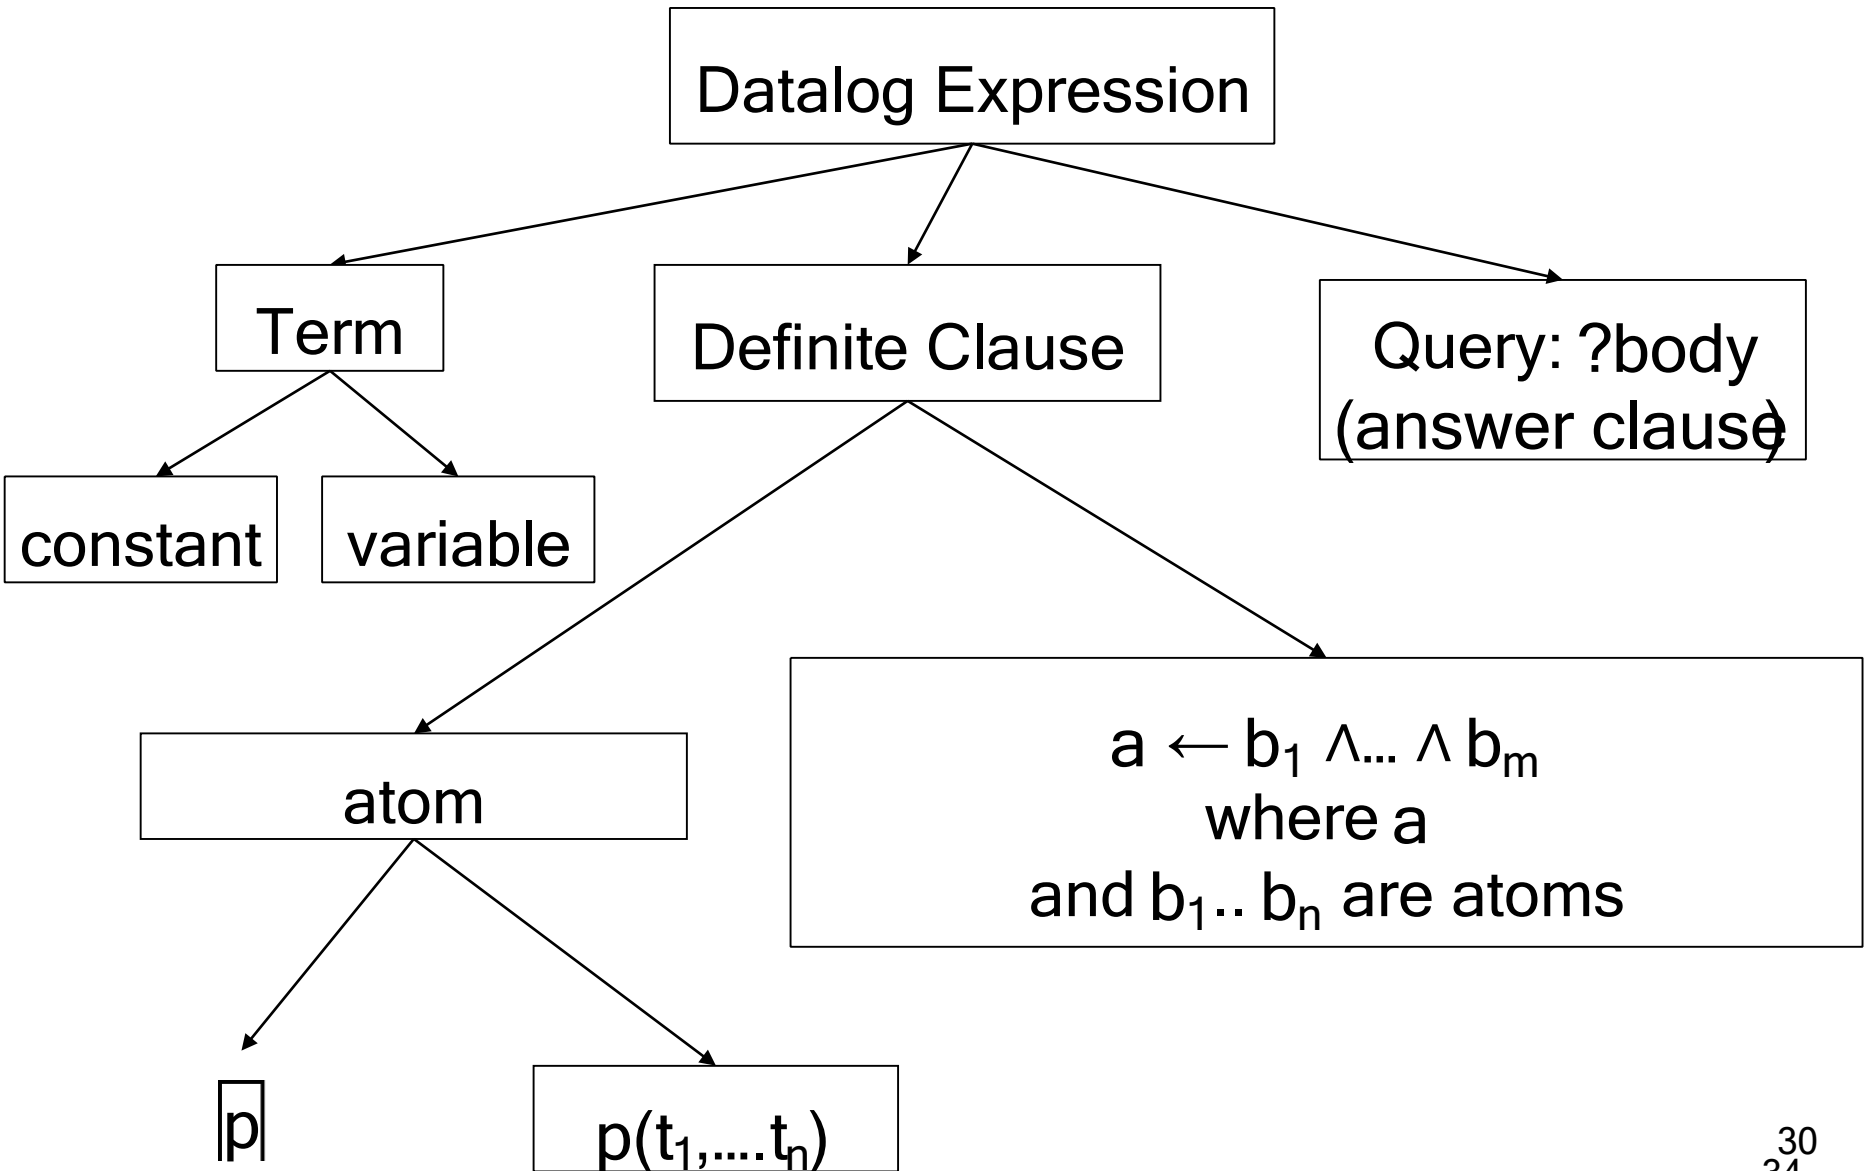 Datalog Expression
Term
Definite Clause
Query: ?body
(answer clause)
constant
variable
atom
a ← b₁ ∧… ∧ bₘ
where a
and b₁.. bₙ are atoms
p
p(t₁,….tₙ)
30
34